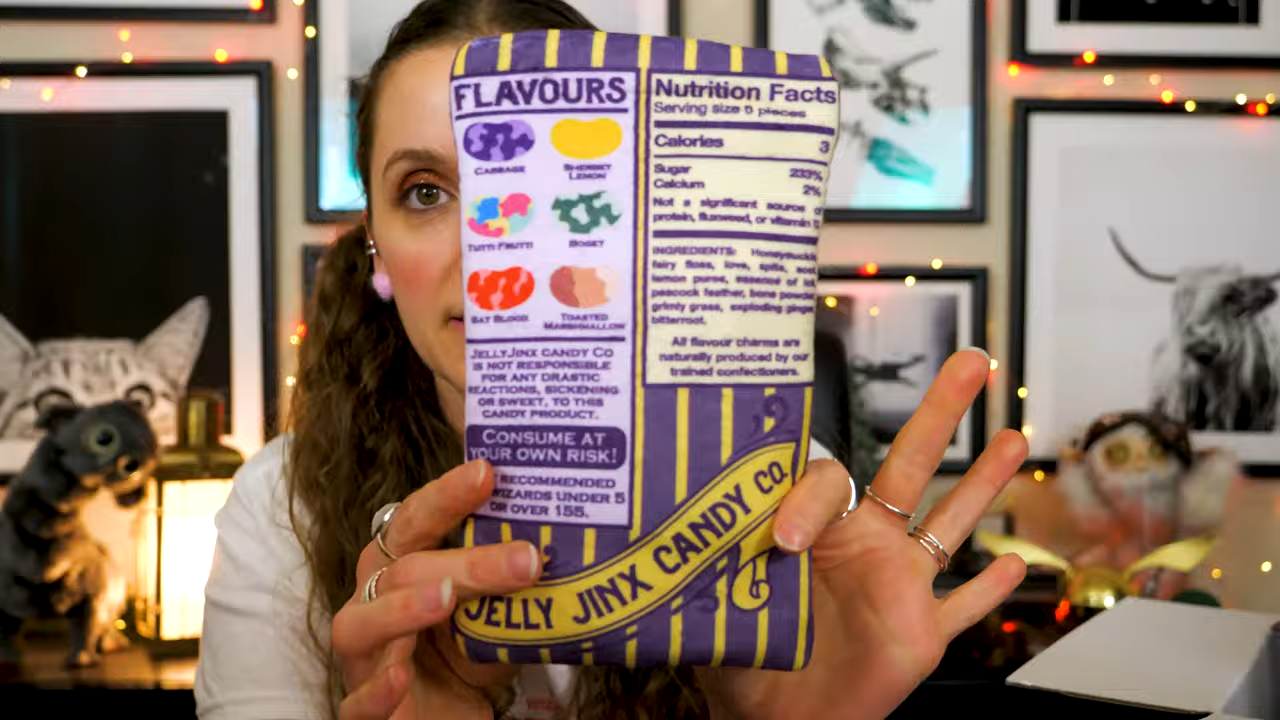 FLAVOURS
CABBAGE
SHERBET
LEMON
TUTTI FRUTTI
BOGEY
BAT BLOOD
TOASTED
MARSHMALLOW
JELLYJINX CANDY CO
IS NOT RESPONSIBLE
FOR ANY DRASTIC
REACTIONS, SICKENING
OR SWEET, TO THIS
CANDY PRODUCT.
CONSUME AT
YOUR OWN RISK!
RECOMMENDED
WIZARDS UNDER 5
OR OVER 155.
Nutrition Facts
Serving size 5 pieces
Calories 3
Sugar 233%
Calcium 2%
Not a significant source of
protein, fluxweed, or vitamin
INGREDIENTS: Honeysuckle
fairy floss, love, spite,
lemon puree, essence of
peacock feather, bone powder
grimly grass, exploding ginger
bitterroot.
All flavour charms are
naturally produced by our
trained confectioners.
JELLY JINX CANDY CO.